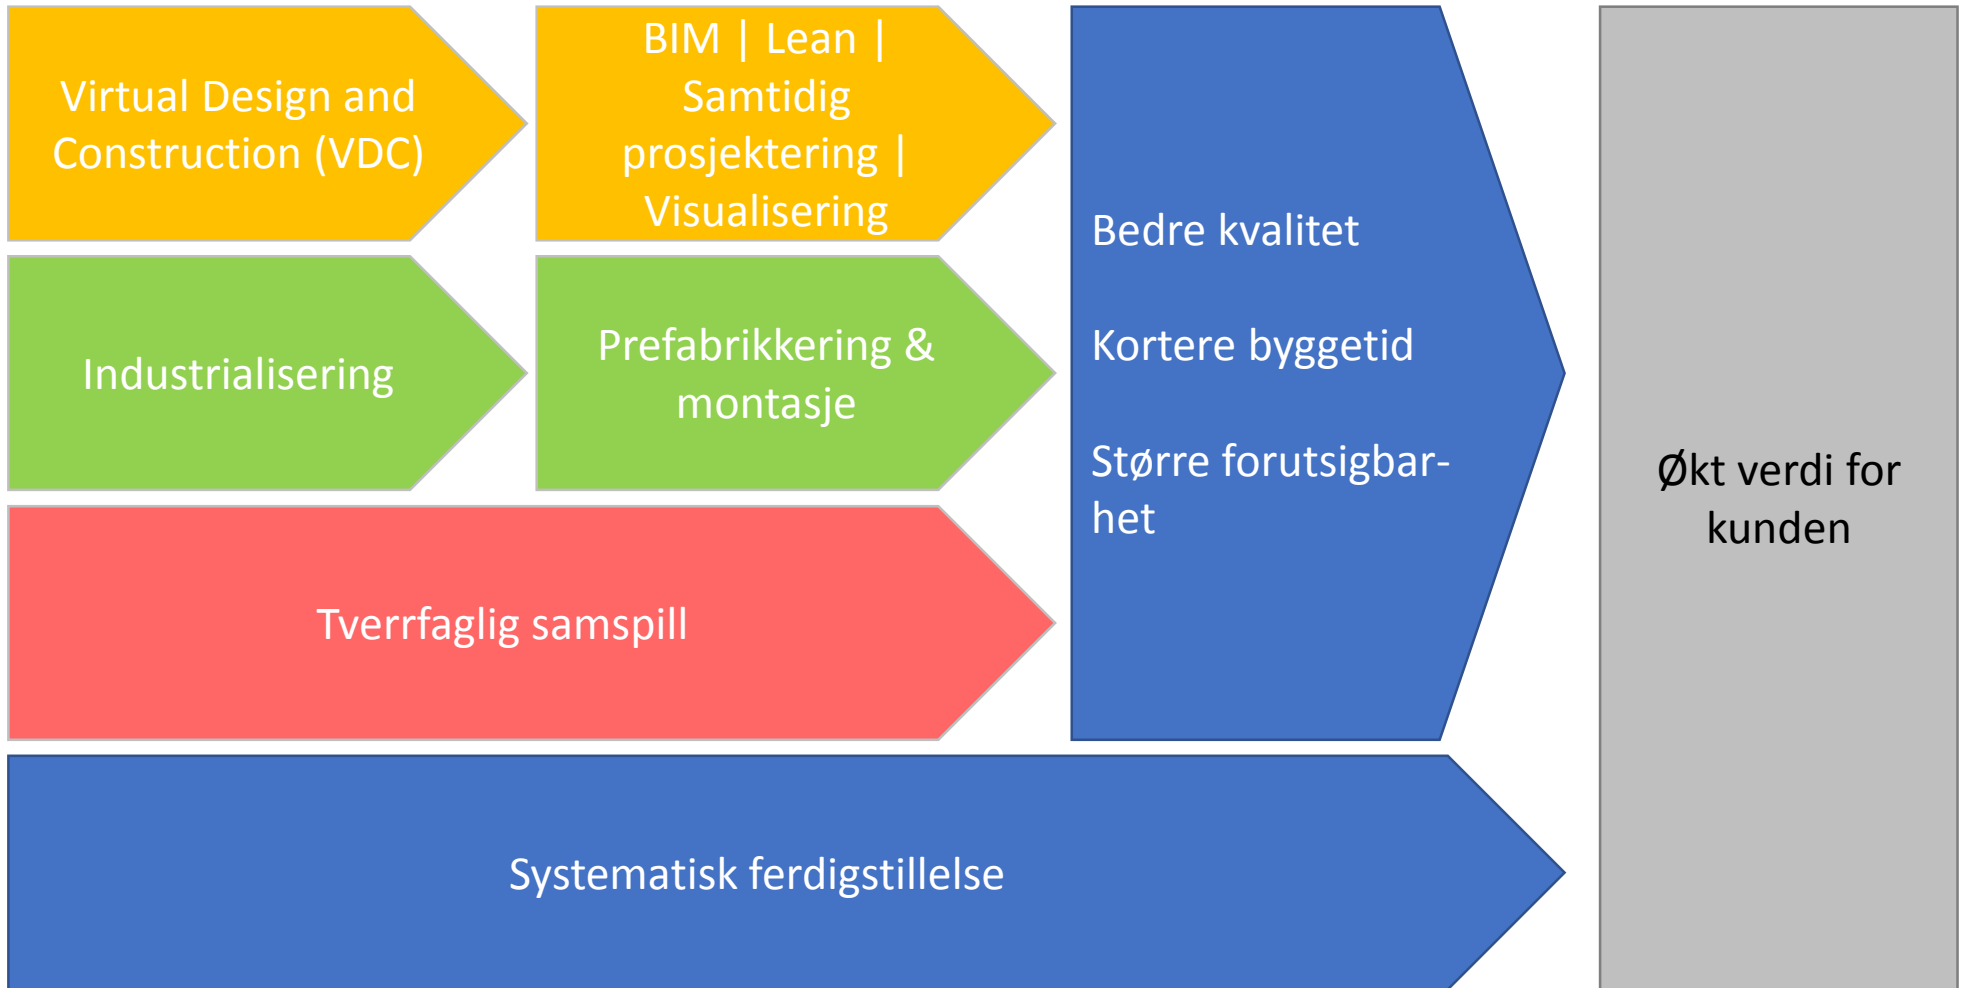 Virtual Design and
Construction (VDC)
BIM | Lean |
Samtidig
prosjektering |
Visualisering
Industrialisering
Prefabrikkering &
montasje
Tverrfaglig samspill
Bedre kvalitet
Kortere byggetid
Større forutsigbar-
het
Systematisk ferdigstillelse
Økt verdi for
kunden